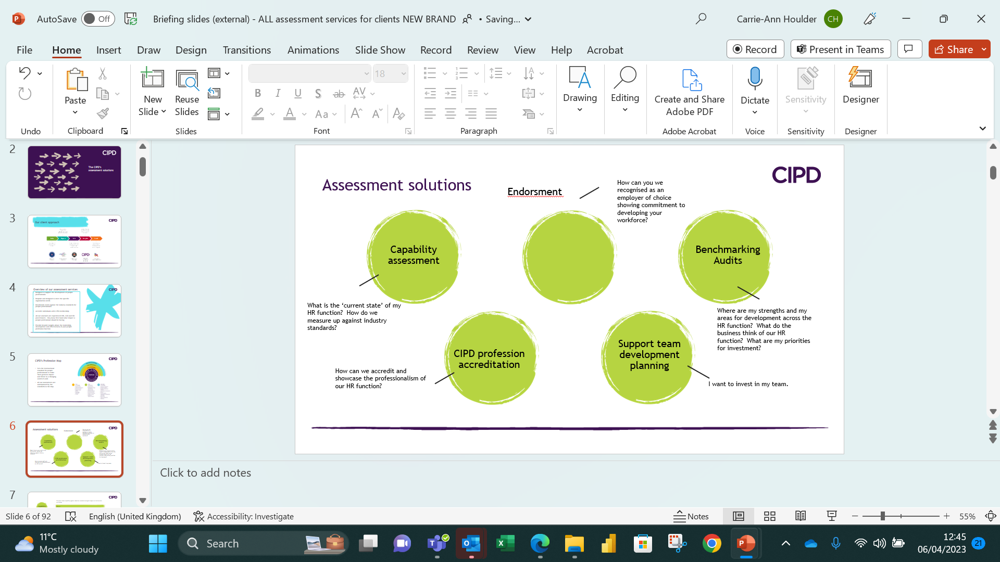 AutoSave Off Briefing slides (external) - ALL assessment services for clients NEW BRAND • Saving... Carrie-Ann Houlder CH
File Home Insert Draw Design Transitions Animations Slide Show Record Review View Help Acrobat Record Present in Teams Share
Paste New Slide Reuse Slides 18 Drawing Editing Create and Share Adobe PDF Dictate Sensitivity Designer
Undo Clipboard Slides Font Paragraph Adobe Acrobat Voice Sensitivity Designer
2
CIPD
The CIPD's
assessment solutions
3
Our client approach
CIPD
4
Overview of our assessment services
CIPD
5
CIPD's Profession Map
CIPD
6
Assessment solutions
CIPD
7
CIPD
CIPD
Assessment solutions
Endorsment
How can you we
recognised as an
employer of choice
showing commitment to
developing your
workforce?
Capability
assessment
Benchmarking
Audits
What is the ‘current state’ of my
HR function?  How do we
measure up against industry
standards?
Where are my strengths and my
areas for development across the
HR function?  What do the
business think of our HR
function?  What are my priorities
for investment?
CIPD profession
accreditation
Support team
development
planning
How can we accredit and
showcase the professionalism of
our HR function?
I want to invest in my team.
Click to add notes
Slide 6 of 92 English (United Kingdom) Accessibility: Investigate Notes 55%
11°C
Mostly cloudy
Search
12:45
06/04/2023
21